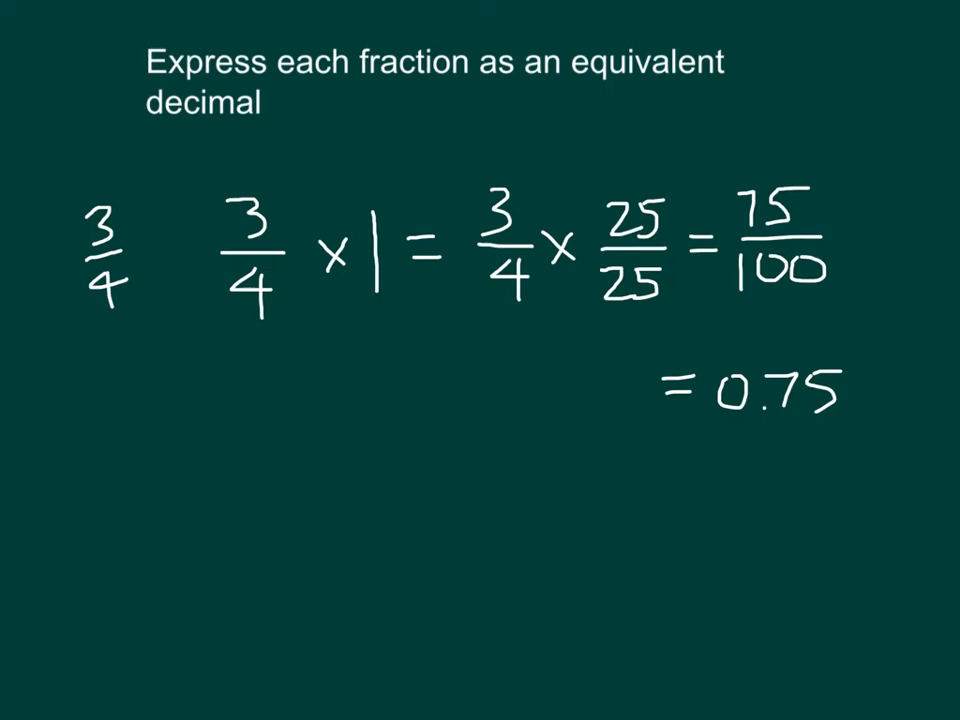 Express each fraction as an equivalent
decimal
3/4 3/4 × 1 = 3/4 × 25/25 = 75/100
= 0.75